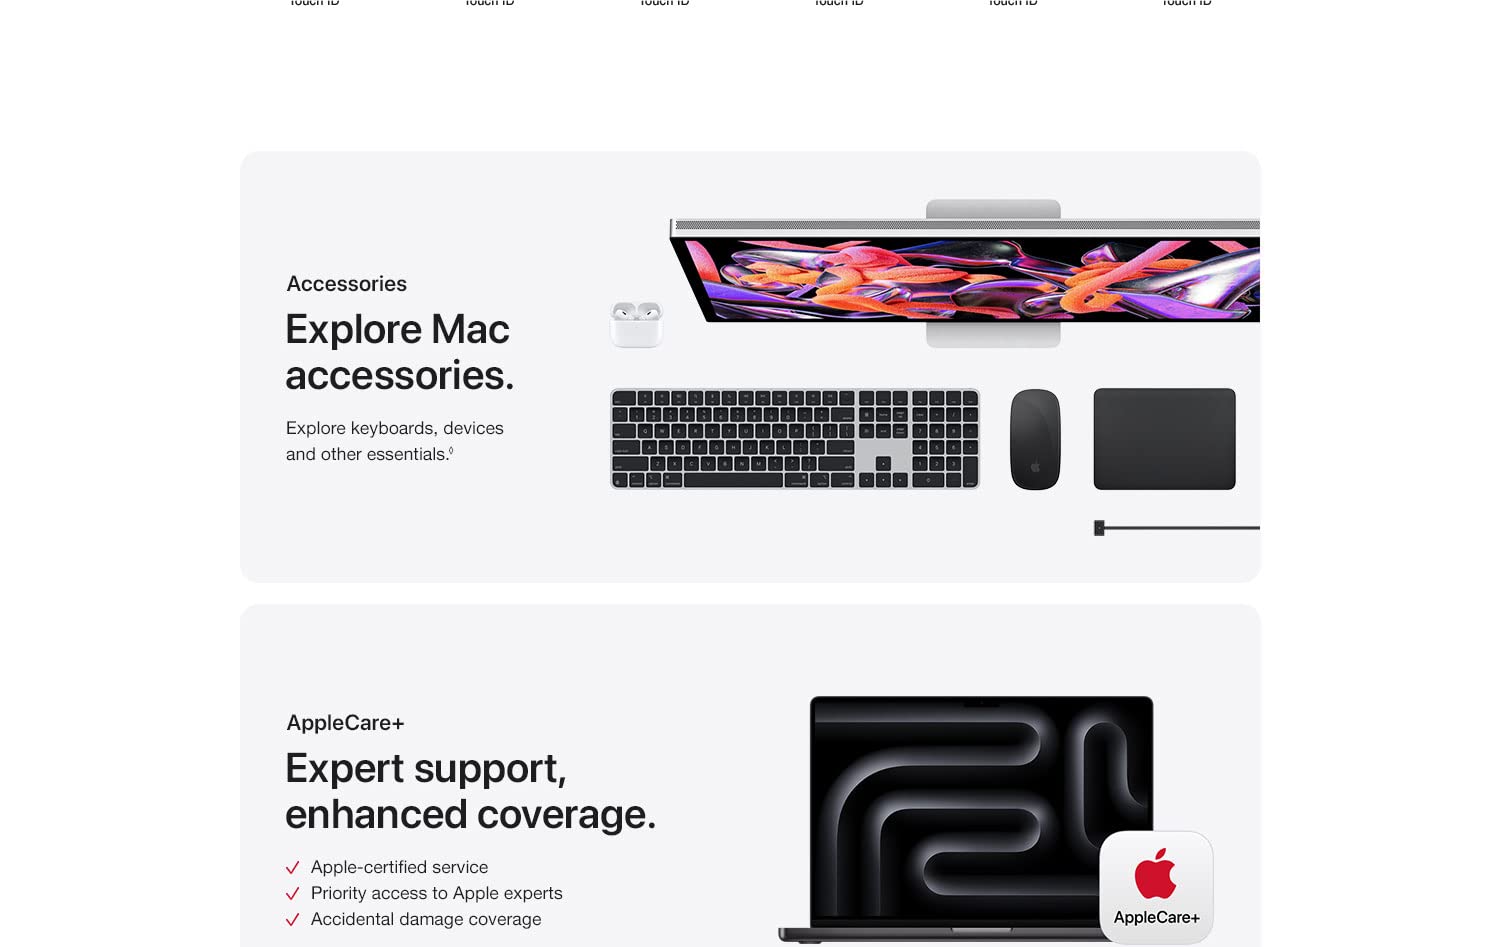 Touch ID Touch ID Touch ID Touch ID Touch ID Touch ID
Accessories
Explore Mac
accessories.
Explore keyboards, devices
and other essentials.◊
AppleCare+
Expert support,
enhanced coverage.
Apple-certified service
Priority access to Apple experts
Accidental damage coverage
AppleCare+